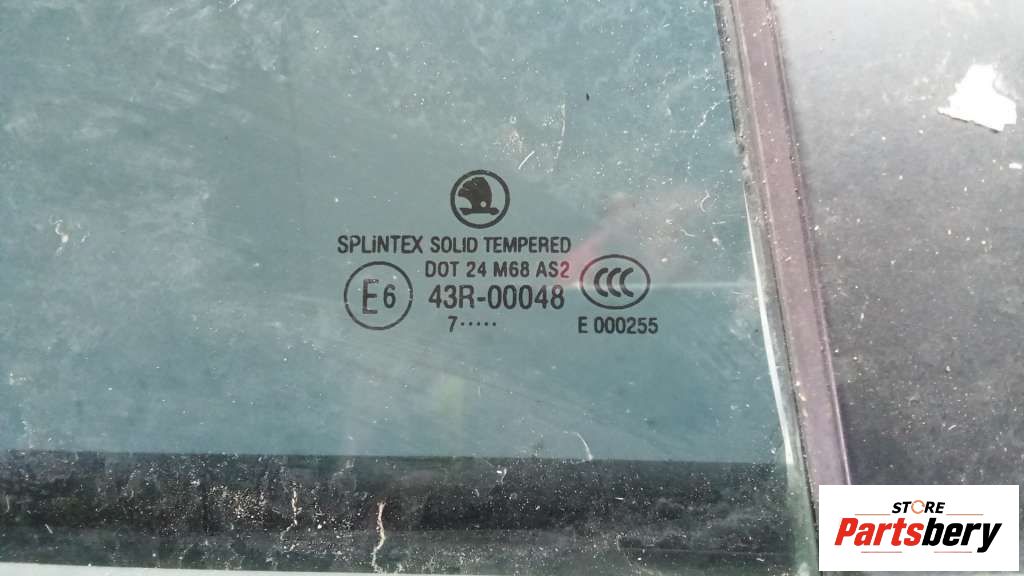 SPLiNTEX SOLID TEMPERED
DOT 24 M68 AS2
E6 43R-00048 CCC
7····· E 000255
STORE
Partsbery